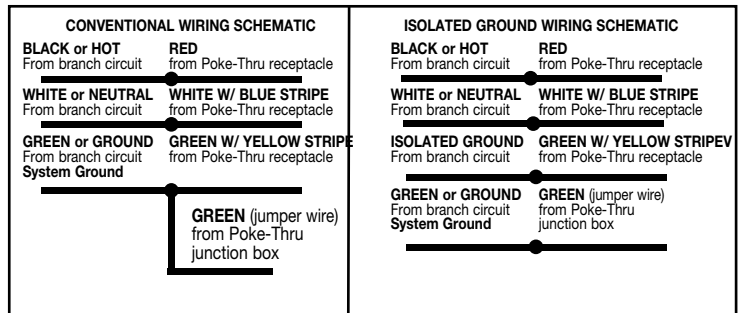 CONVENTIONAL WIRING SCHEMATIC
BLACK or HOT RED
From branch circuit from Poke-Thru receptacle
WHITE or NEUTRAL WHITE W/ BLUE STRIPE
From branch circuit from Poke-Thru receptacle
GREEN or GROUND GREEN W/ YELLOW STRIPE
From branch circuit from Poke-Thru receptacle
System Ground
GREEN (jumper wire)
from Poke-Thru
junction box
ISOLATED GROUND WIRING SCHEMATIC
BLACK or HOT RED
From branch circuit from Poke-Thru receptacle
WHITE or NEUTRAL WHITE W/ BLUE STRIPE
From branch circuit from Poke-Thru receptacle
ISOLATED GROUND GREEN W/ YELLOW STRIPEV
From branch circuit from Poke-Thru receptacle
GREEN or GROUND GREEN (jumper wire)
From branch circuit from Poke-Thru
System Ground junction box